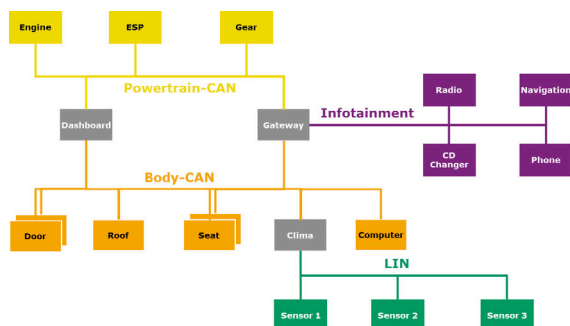 Engine
ESP
Gear
Powertrain-CAN
Radio
Navigation
Dashboard
Gateway
Infotainment
CD
Changer
Phone
Body-CAN
Door
Roof
Seat
Clima
Computer
LIN
Sensor 1
Sensor 2
Sensor 3